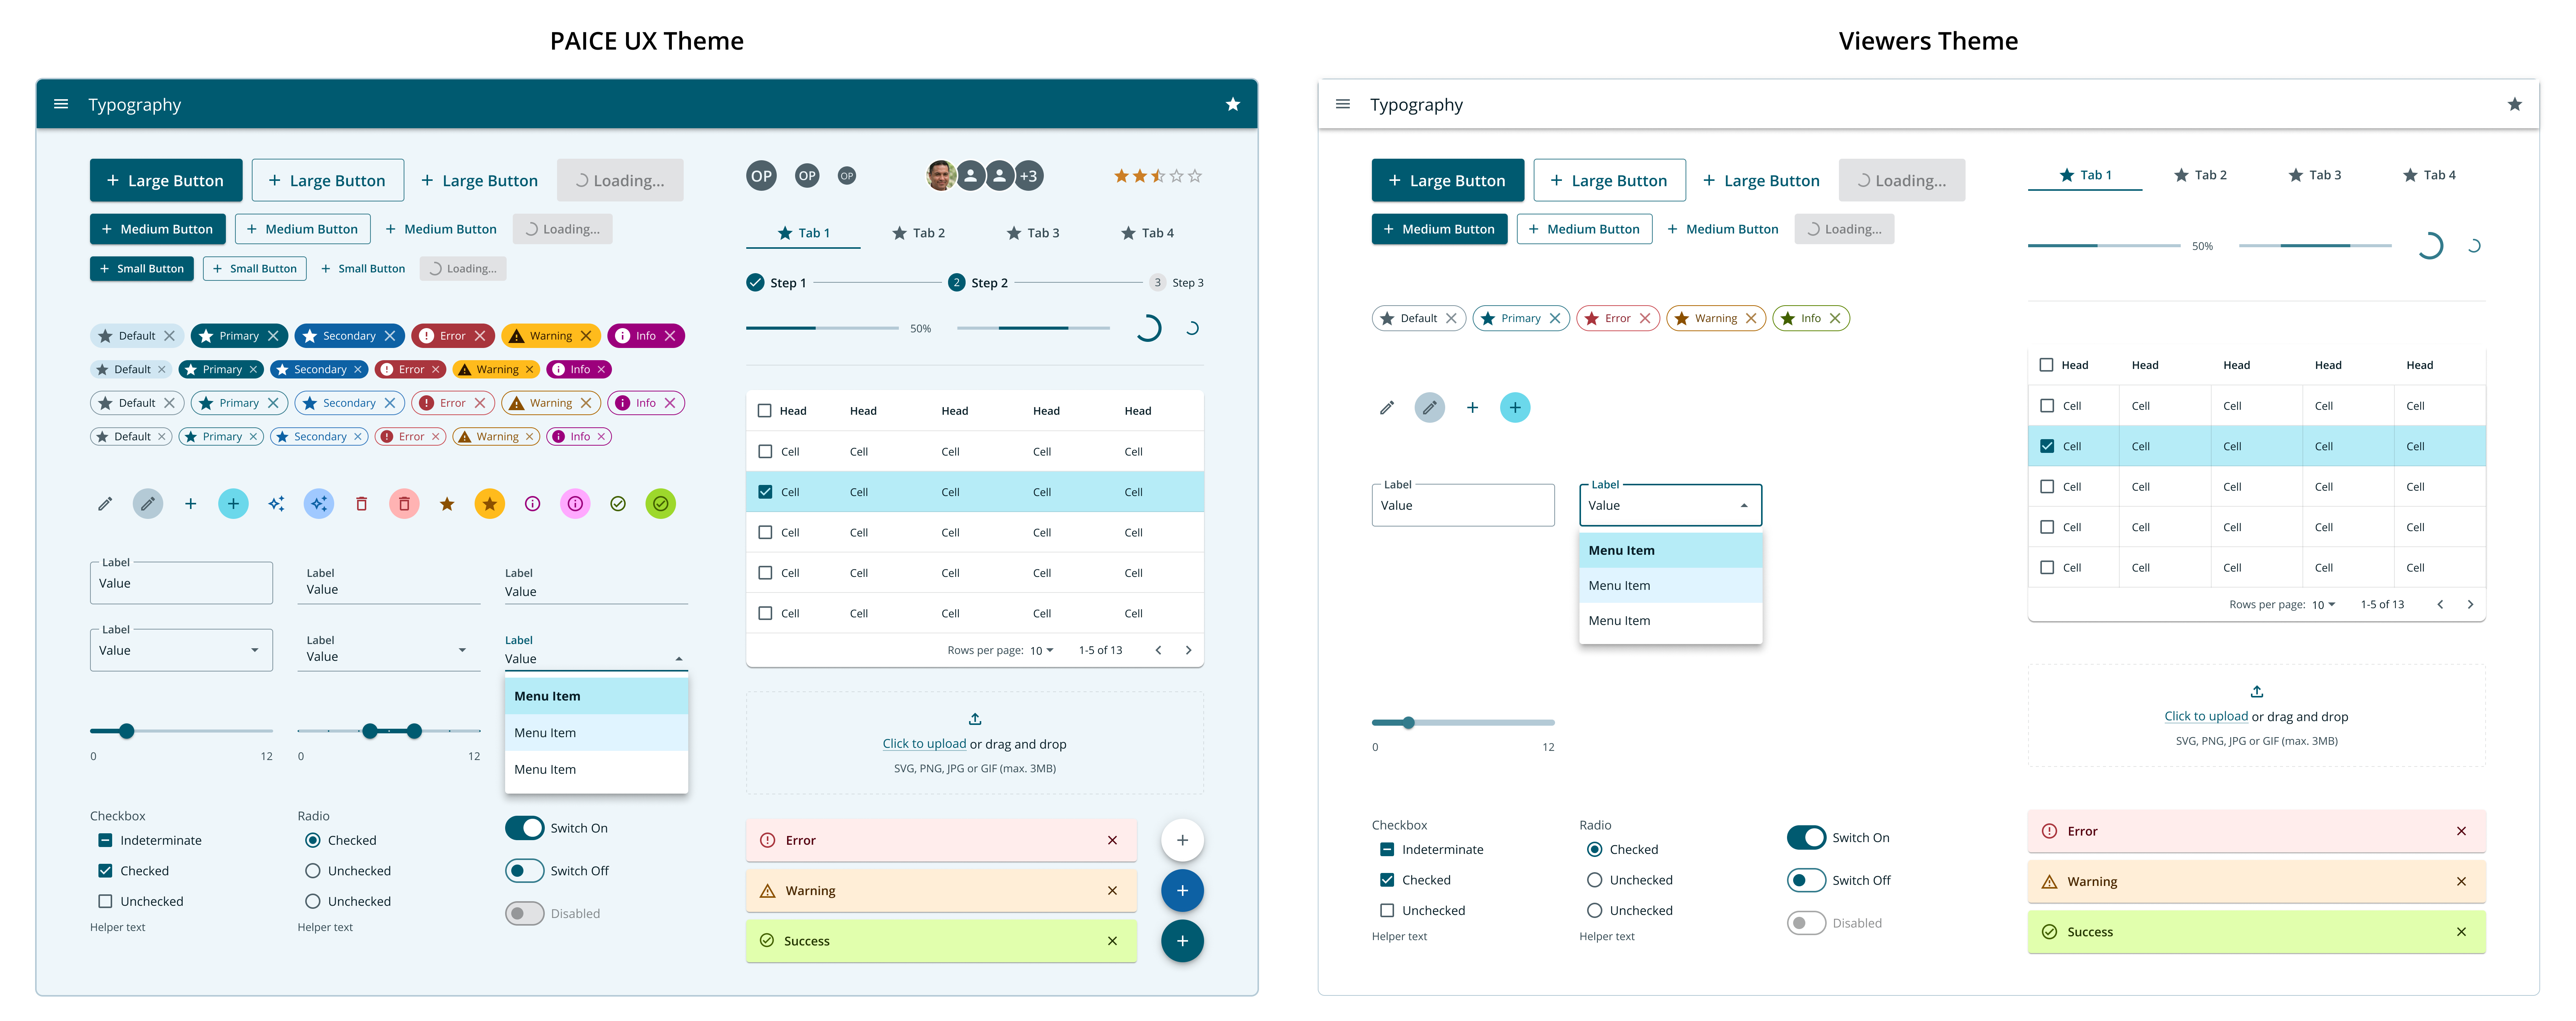 PAICE UX Theme
Typography
Large Button Large Button Large Button Loading...
Medium Button Medium Button Medium Button Loading...
Small Button Small Button Small Button Loading...
Default Primary Secondary Error Warning Info
Default Primary Secondary Error Warning Info
Default Primary Secondary Error Warning Info
Default Primary Secondary Error Warning Info
Label
Value
Label
Value
Label
Value
Label
Value
Label
Value
Label
Value
Menu Item
Menu Item
Menu Item
0 12
0 12
Checkbox
Indeterminate
Checked
Unchecked
Helper text
Radio
Checked
Unchecked
Unchecked
Helper text
Switch On
Switch Off
Disabled
OP OP OP +3
Tab 1 Tab 2 Tab 3 Tab 4
Step 1 2 Step 2 3 Step 3
50%
Head Head Head Head Head
Cell Cell Cell Cell Cell
Cell Cell Cell Cell Cell
Cell Cell Cell Cell Cell
Cell Cell Cell Cell Cell
Cell Cell Cell Cell Cell
Rows per page: 10 1-5 of 13
Click to upload or drag and drop
SVG, PNG, JPG or GIF (max. 3MB)
Error
Warning
Success
Viewers Theme
Typography
Large Button Large Button Large Button Loading...
Medium Button Medium Button Medium Button Loading...
Default Primary Error Warning Info
Label
Value
Label
Value
Menu Item
Menu Item
Menu Item
0 12
Checkbox
Indeterminate
Checked
Unchecked
Helper text
Radio
Checked
Unchecked
Unchecked
Helper text
Switch On
Switch Off
Disabled
Tab 1 Tab 2 Tab 3 Tab 4
50%
Head Head Head Head Head
Cell Cell Cell Cell Cell
Cell Cell Cell Cell Cell
Cell Cell Cell Cell Cell
Cell Cell Cell Cell Cell
Cell Cell Cell Cell Cell
Rows per page: 10 1-5 of 13
Click to upload or drag and drop
SVG, PNG, JPG or GIF (max. 3MB)
Error
Warning
Success